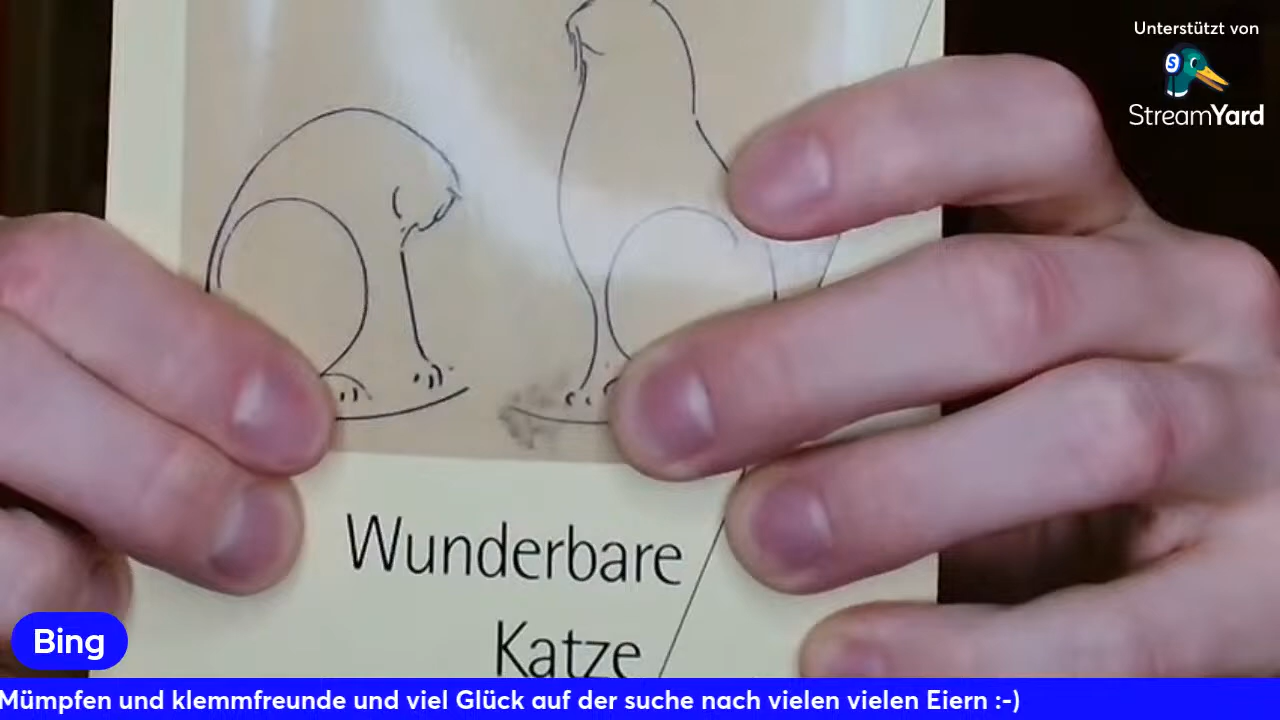 Unterstützt von
StreamYard
Wunderbare
Katze
Bing
Mümpfen und klemmfreunde und viel Glück auf der suche nach vielen vielen Eiern :-)